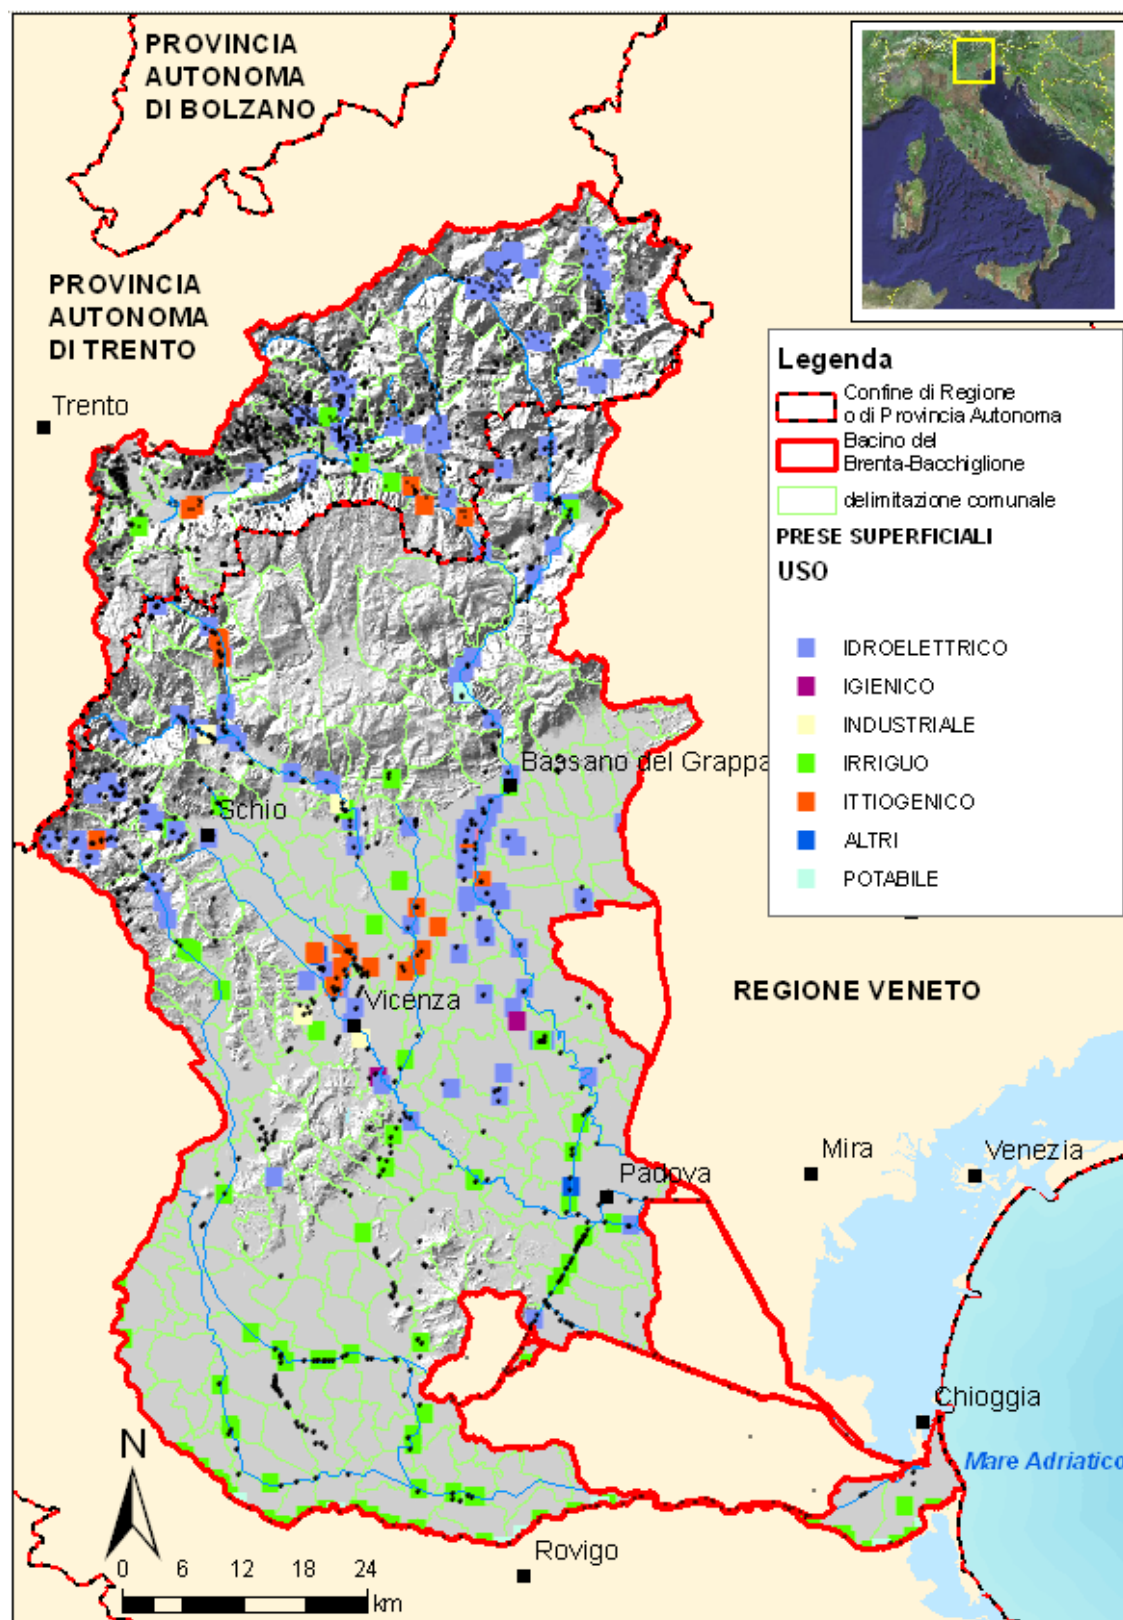 PROVINCIA
AUTONOMA
DI BOLZANO
PROVINCIA
AUTONOMA
DI TRENTO
Trento
Legenda
Confine di Regione
o di Provincia Autonoma
Bacino del
Brenta-Bacchiglione
delimitazione comunale
PRESE SUPERFICIALI
USO
IDROELETTRICO
IGIENICO
INDUSTRIALE
IRRIGUO
ITTIOGENICO
ALTRI
POTABILE
Bassano del Grappa
Schio
Vicenza
REGIONE VENETO
Mira
Venezia
Padova
Chioggia
Mare Adriatico
N
Rovigo
0 6 12 18 24
km